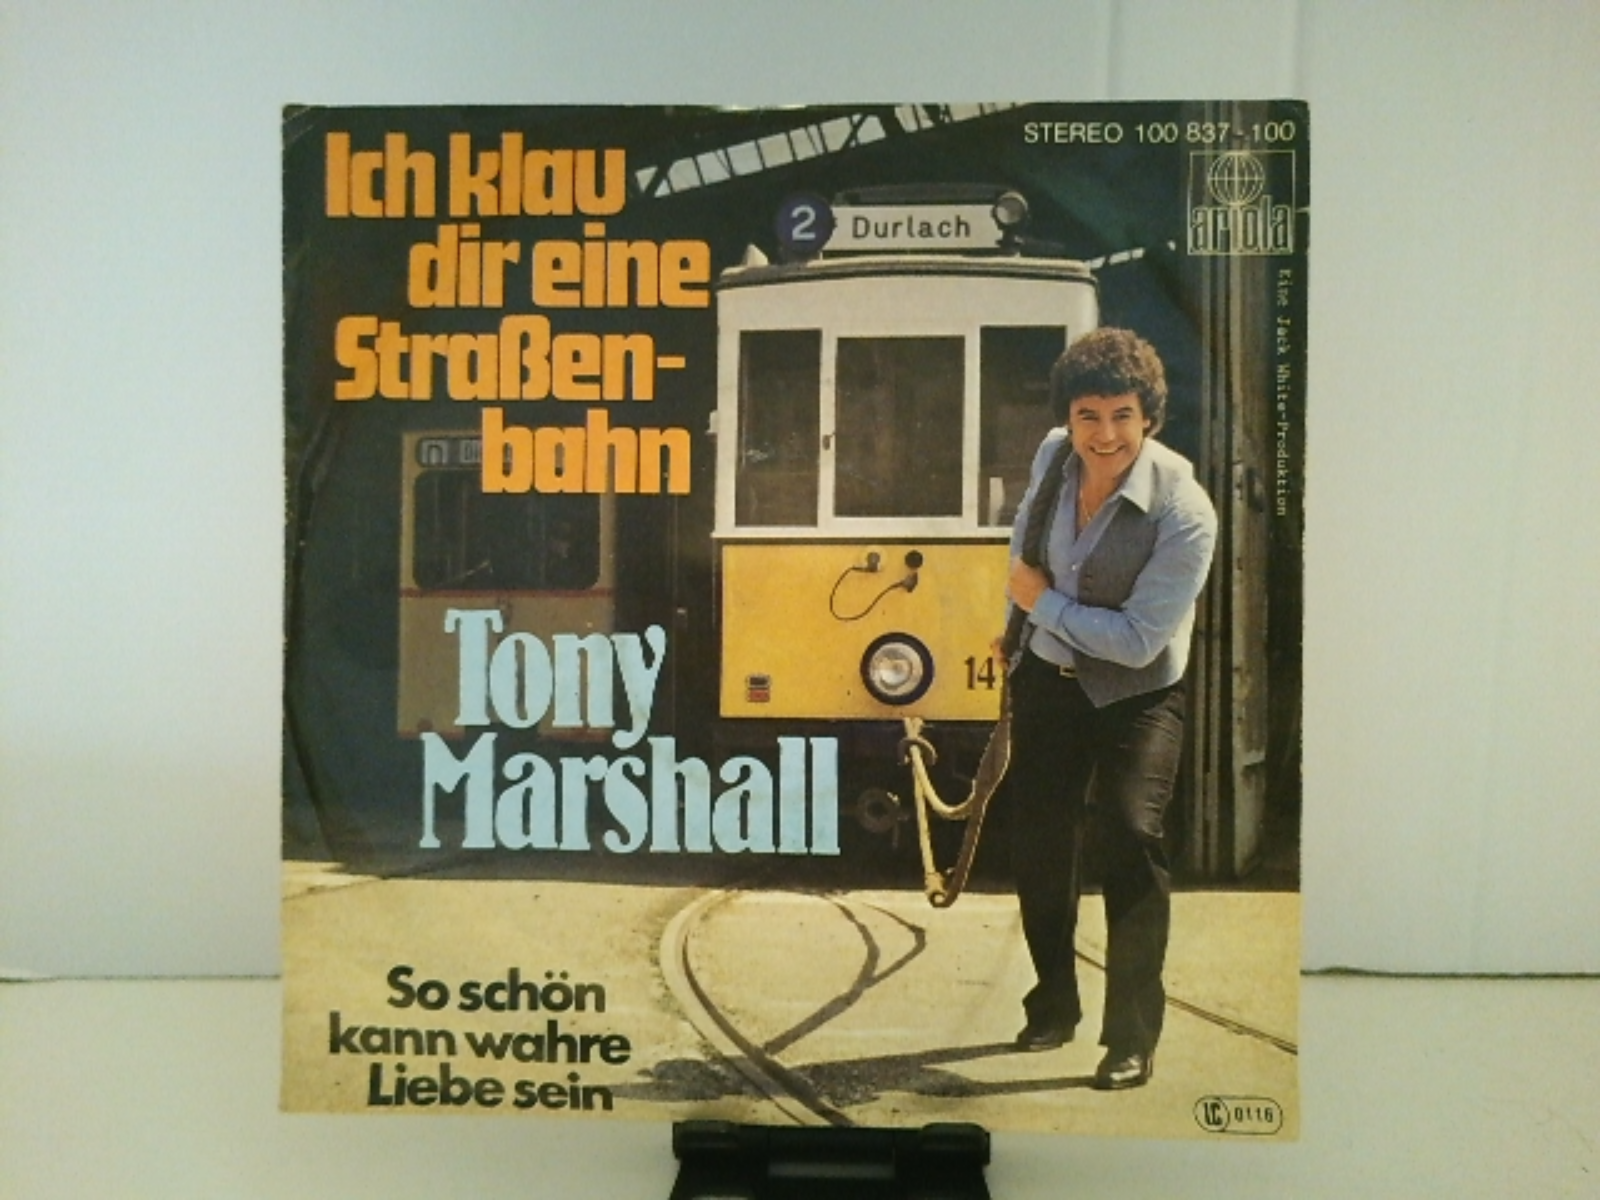 STEREO 100 837-100
ariola
Eine Jack White-Produktion
Ich klau
dir eine
Straßen-
bahn
2 Durlach
14
Tony
Marshall
So schön
kann wahre
Liebe sein
LC 0116